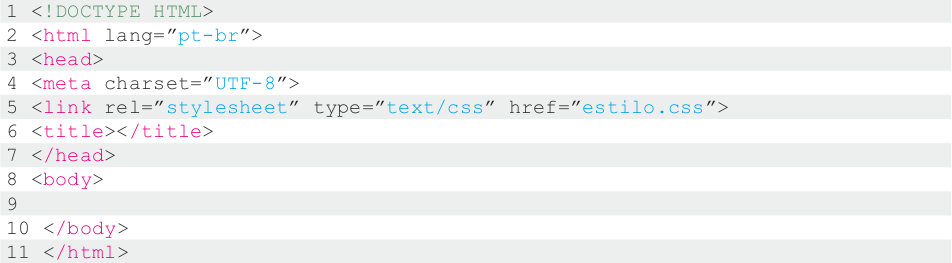 1 <!DOCTYPE HTML>
2 <html lang=”pt-br”>
3 <head>
4 <meta charset=”UTF-8”>
5 <link rel=”stylesheet” type=”text/css” href=”estilo.css”>
6 <title></title>
7 </head>
8 <body>
9
10 </body>
11 </html>